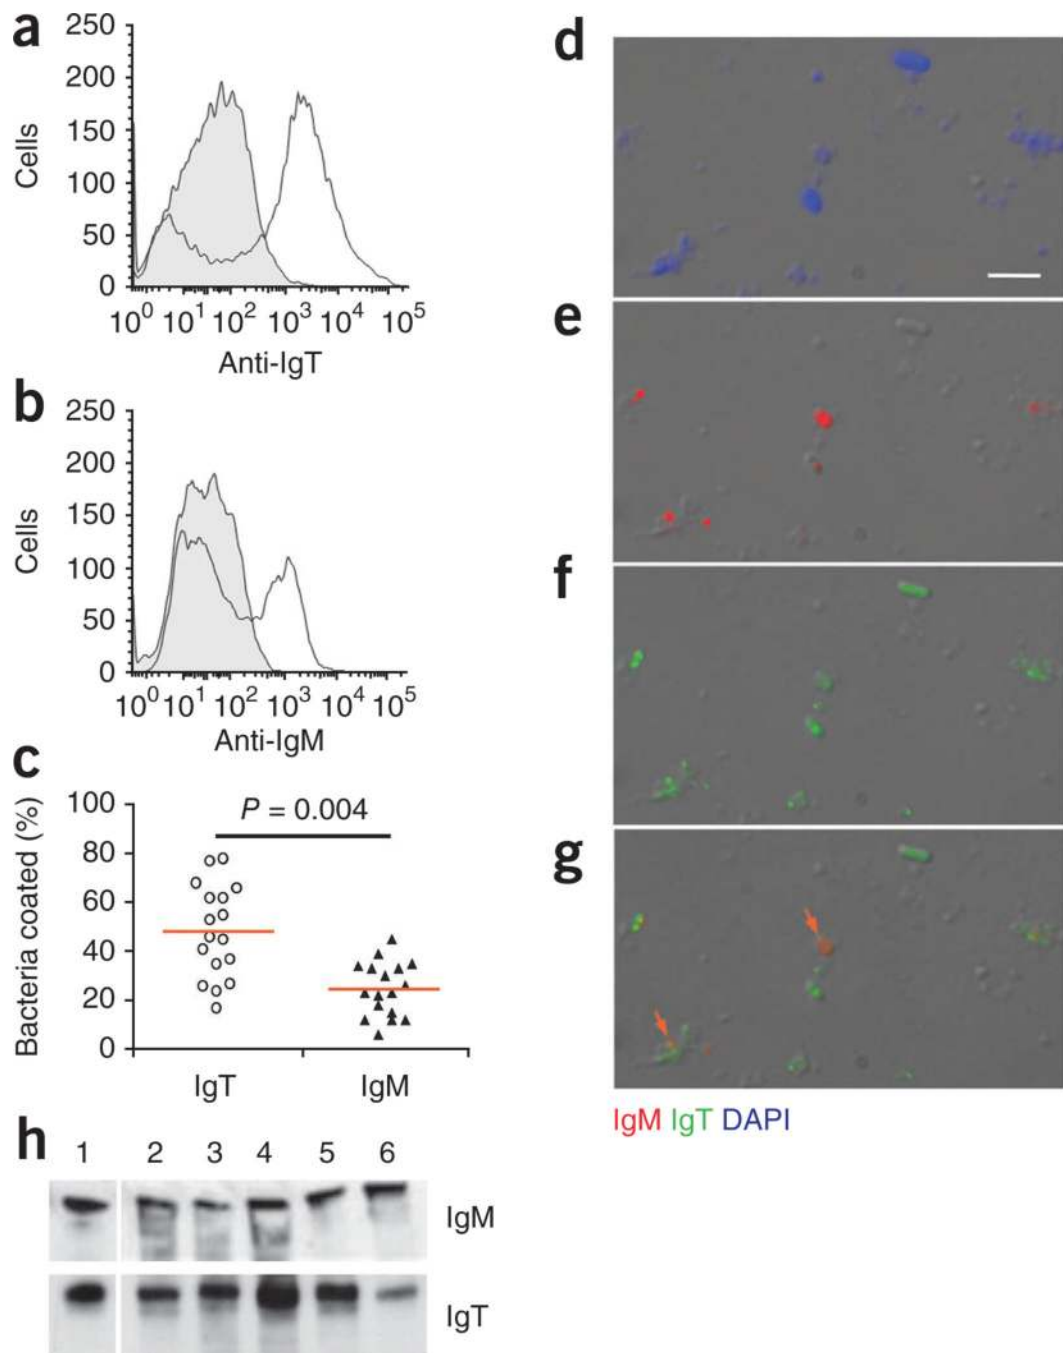 a
250
200
150
100
50
0
Cells
10⁰ 10¹ 10² 10³ 10⁴ 10⁵
Anti-IgT
b
250
200
150
100
50
0
Cells
10⁰ 10¹ 10² 10³ 10⁴ 10⁵
Anti-IgM
c
100
80
60
40
20
0
Bacteria coated (%)
P = 0.004
IgT IgM
d
e
f
g
IgM IgT DAPI
h
1 2 3 4 5 6
IgM
IgT